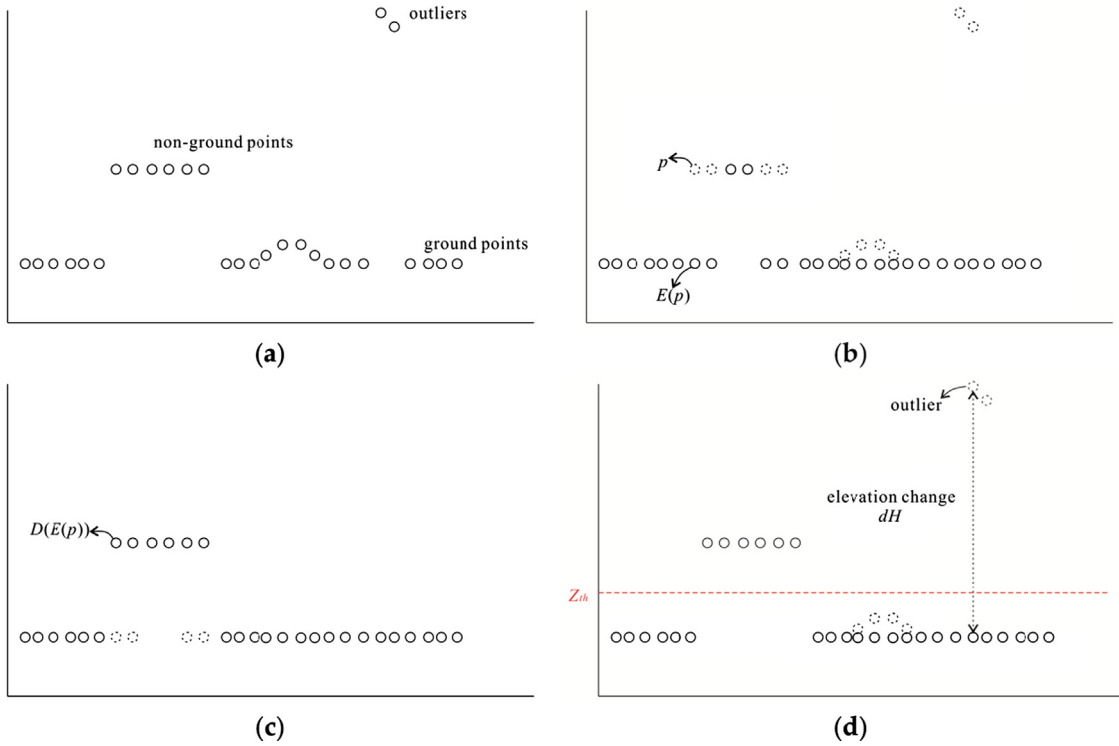 outliers
non-ground points
ground points
(a)
p
E(p)
(b)
D(E(p))
(c)
outlier
elevation change
dH
Zth
(d)